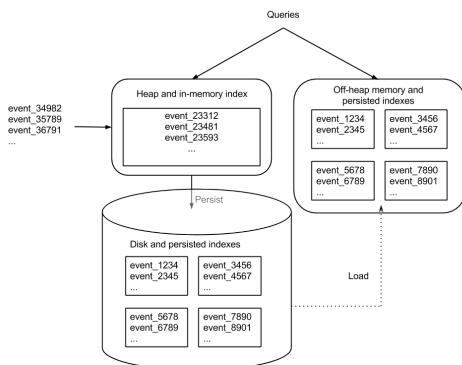 Queries
Heap and in-memory index
event_23312
event_23481
event_23593
...
event_34982
event_35789
event_36791
...
Off-heap memory and
persisted indexes
event_1234
event_2345
...
event_3456
event_4567
...
event_5678
event_6789
...
event_7890
event_8901
...
Persist
Disk and persisted indexes
event_1234
event_2345
...
event_3456
event_4567
...
event_5678
event_6789
...
event_7890
event_8901
...
Load